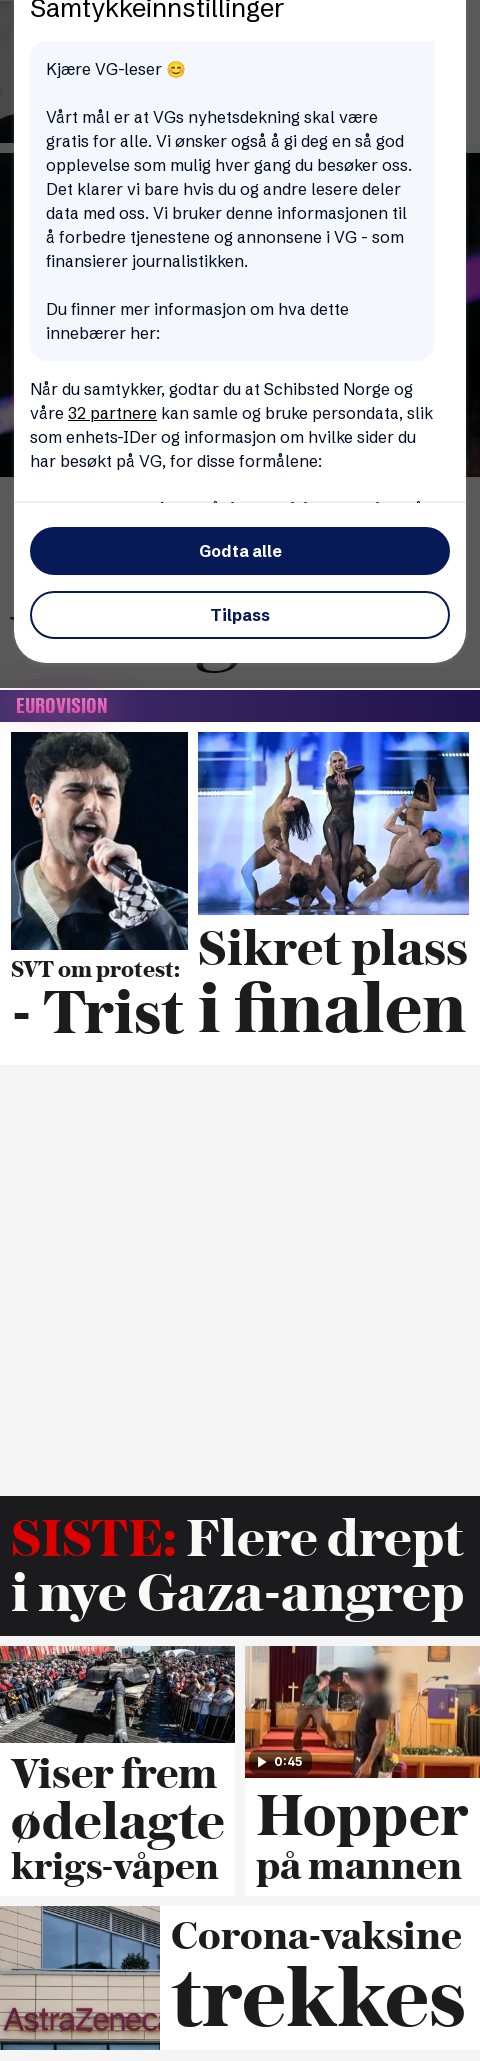 Samtykkeinnstillinger
Kjære VG-leser 😊
Vårt mål er at VGs nyhetsdekning skal være
gratis for alle. Vi ønsker også å gi deg en så god
opplevelse som mulig hver gang du besøker oss.
Det klarer vi bare hvis du og andre lesere deler
data med oss. Vi bruker denne informasjonen til
å forbedre tjenestene og annonsene i VG - som
finansierer journalistikken.
Du finner mer informasjon om hva dette
innebærer her:
Når du samtykker, godtar du at Schibsted Norge og
våre 32 partnere kan samle og bruke persondata, slik
som enhets-IDer og informasjon om hvilke sider du
har besøkt på VG, for disse formålene:
Godta alle
Tilpass
EUROVISION
SVT om protest:
- Trist
Sikret plass
i finalen
SISTE: Flere drept
i nye Gaza-angrep
Viser frem
ødelagte
krigs-våpen
0:45
Hopper
på mannen
AstraZeneca
Corona-vaksine
trekkes